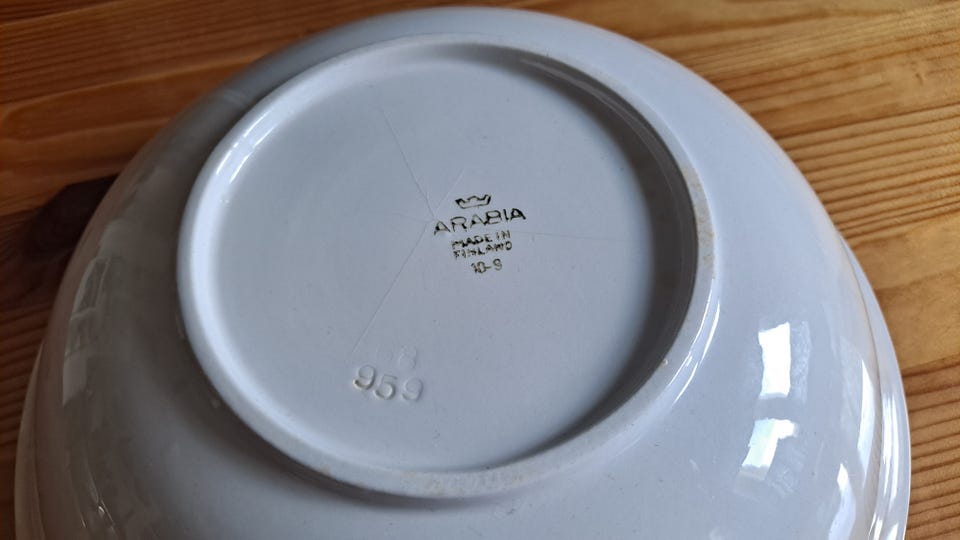 ARABIA
MADE IN
FINLAND
10-9
959